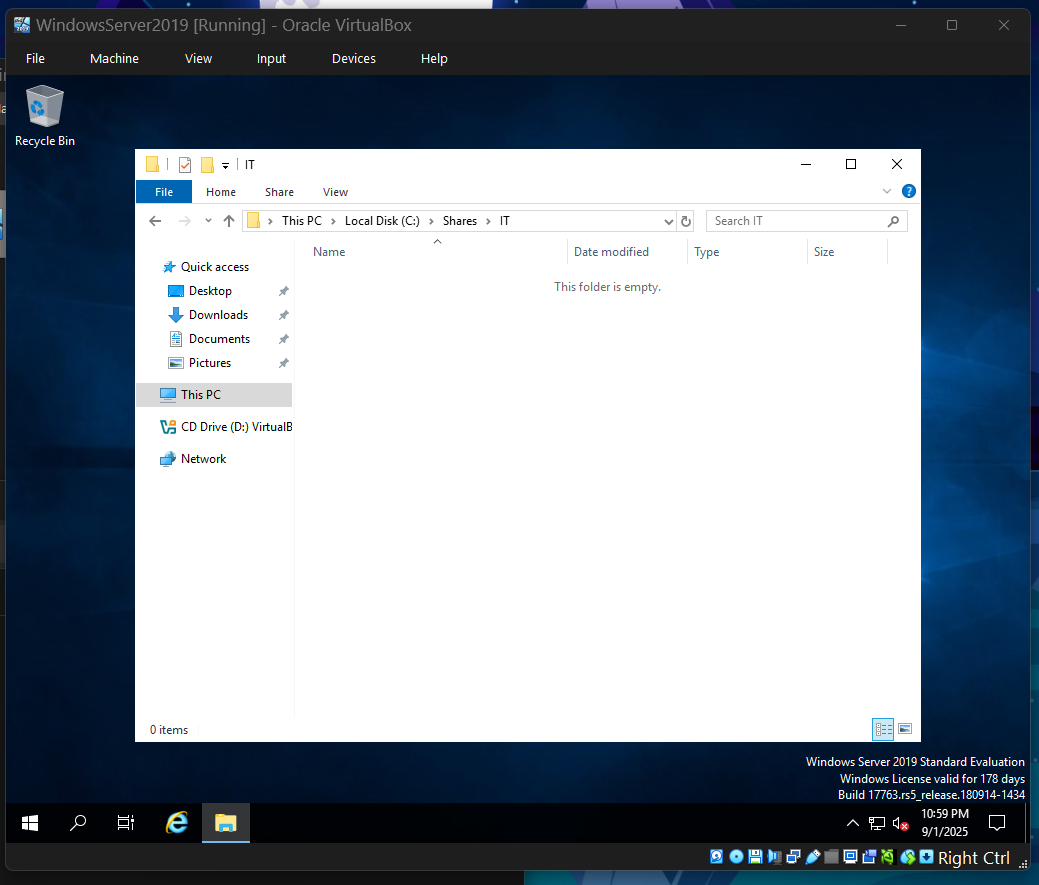 WindowsServer2019 [Running] - Oracle VirtualBox
File Machine View Input Devices Help
Recycle Bin
IT
File Home Share View
This PC Local Disk (C:) Shares IT
Search IT
Name Date modified Type Size
This folder is empty.
Quick access
Desktop
Downloads
Documents
Pictures
This PC
CD Drive (D:) VirtualB
Network
0 items
Windows Server 2019 Standard Evaluation
Windows License valid for 178 days
Build 17763.rs5_release.180914-1434
10:59 PM
9/1/2025
Right Ctrl